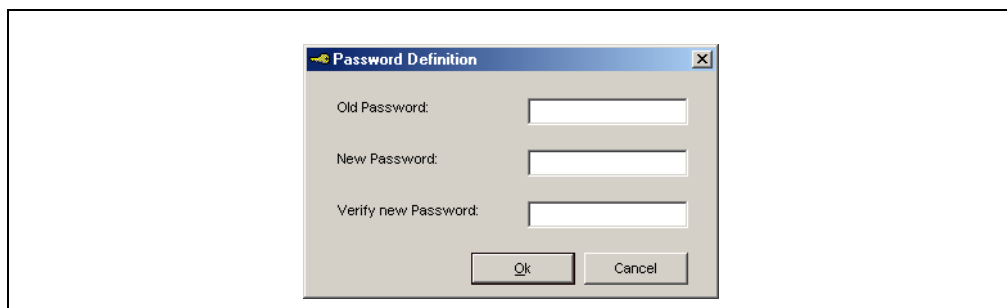 Password Definition
Old Password:
New Password:
Verify new Password:
Ok Cancel